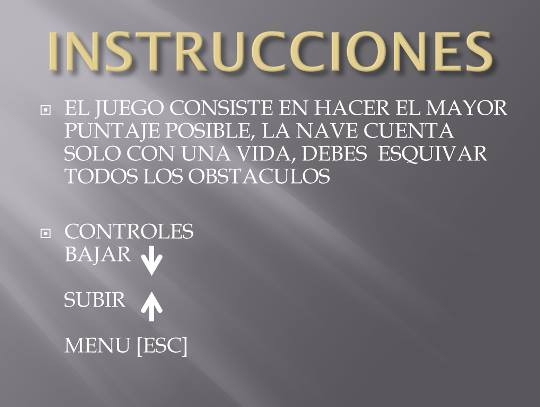 INSTRUCCIONES
EL JUEGO CONSISTE EN HACER EL MAYOR
PUNTAJE POSIBLE, LA NAVE CUENTA
SOLO CON UNA VIDA, DEBES ESQUIVAR
TODOS LOS OBSTACULOS
CONTROLES
BAJAR
SUBIR
MENU [ESC]